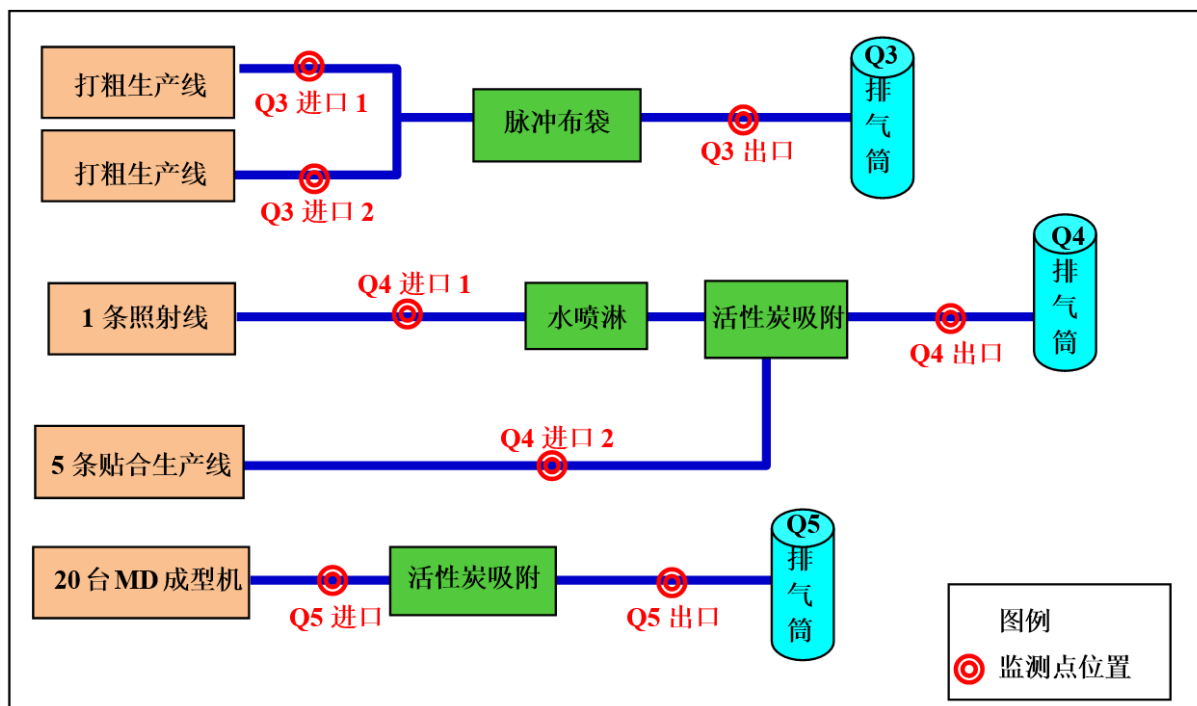 打粗生产线
Q3 进口 1
脉冲布袋
Q3 出口
Q3
排
气
筒
打粗生产线
Q3 进口 2
1 条照射线
Q4 进口 1
水喷淋
活性炭吸附
Q4 出口
Q4
排
气
筒
5 条贴合生产线
Q4 进口 2
20 台 MD 成型机
Q5 进口
活性炭吸附
Q5 出口
Q5
排
气
筒
图例
监测点位置